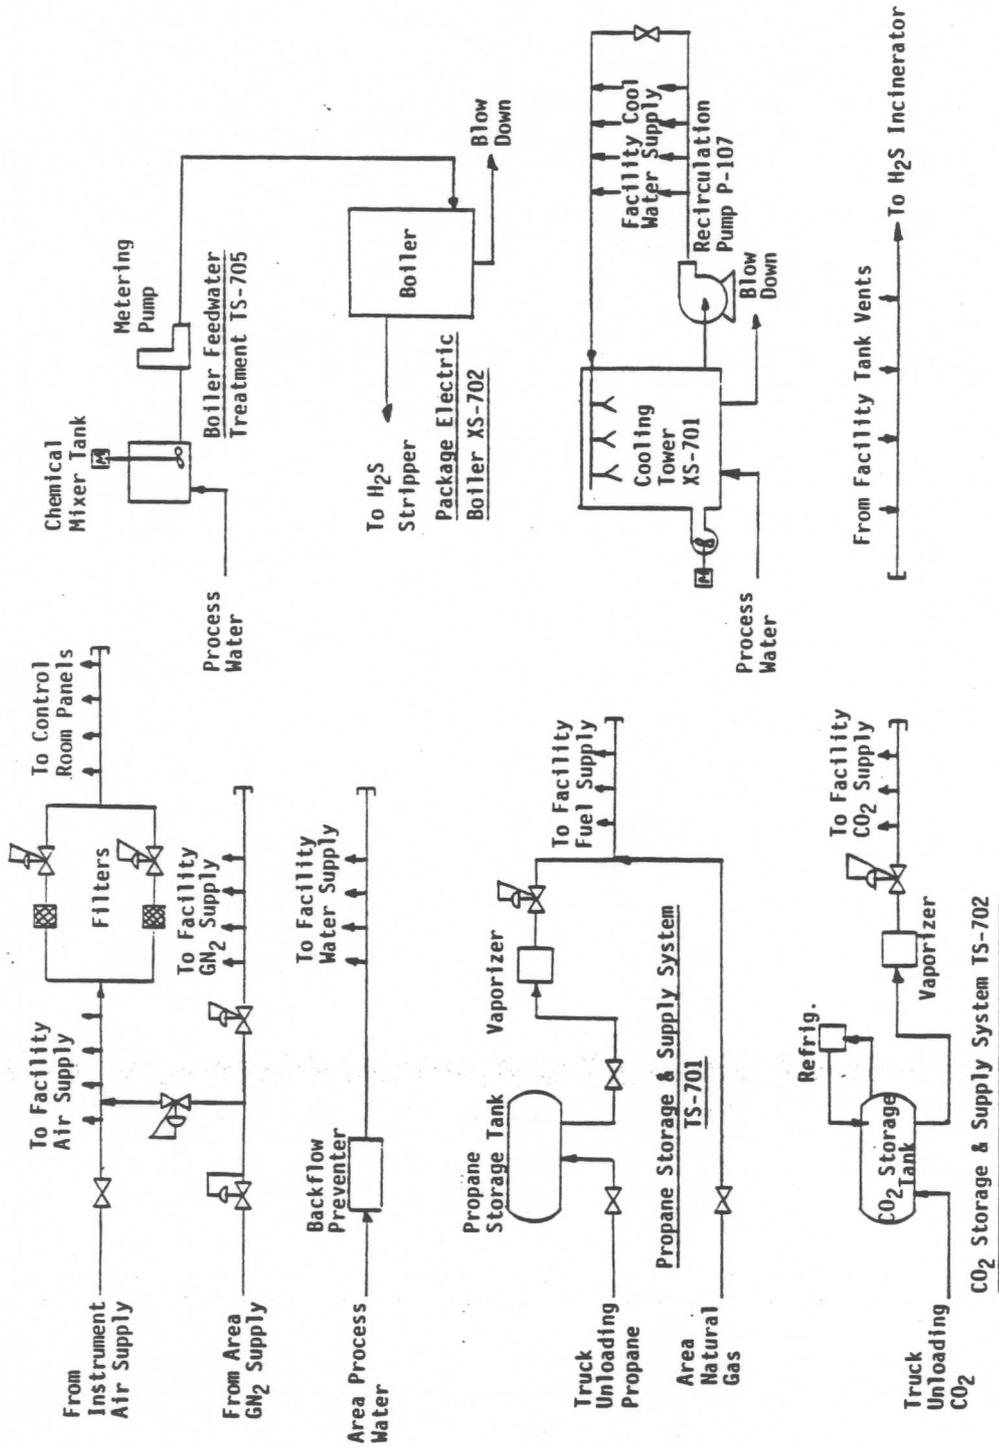 From
Instrument
Air Supply
To Facility
Air Supply
Filters
To Control
Room Panels
From Area
GN2 Supply
To Facility
GN2 Supply
Area Process
Water
Backflow
Preventer
To Facility
Water Supply
Truck
Unloading
Propane
Propane
Storage Tank
Vaporizer
To Facility
Fuel Supply
Area
Natural
Gas
Propane Storage & Supply System
TS-701
Truck
Unloading
CO2
CO2 Storage
Tank
Refrig.
Vaporizer
To Facility
CO2 Supply
CO2 Storage & Supply System TS-702
Process
Water
Chemical
Mixer Tank
M
Metering
Pump
Boiler Feedwater
Treatment TS-705
To H2S
Stripper
Boiler
Blow
Down
Package Electric
Boiler XS-702
Process
Water
M
Cooling
Tower
XS-701
Facility Cool
Water Supply
Recirculation
Pump P-107
Blow
Down
From Facility Tank Vents
To H2S Incinerator